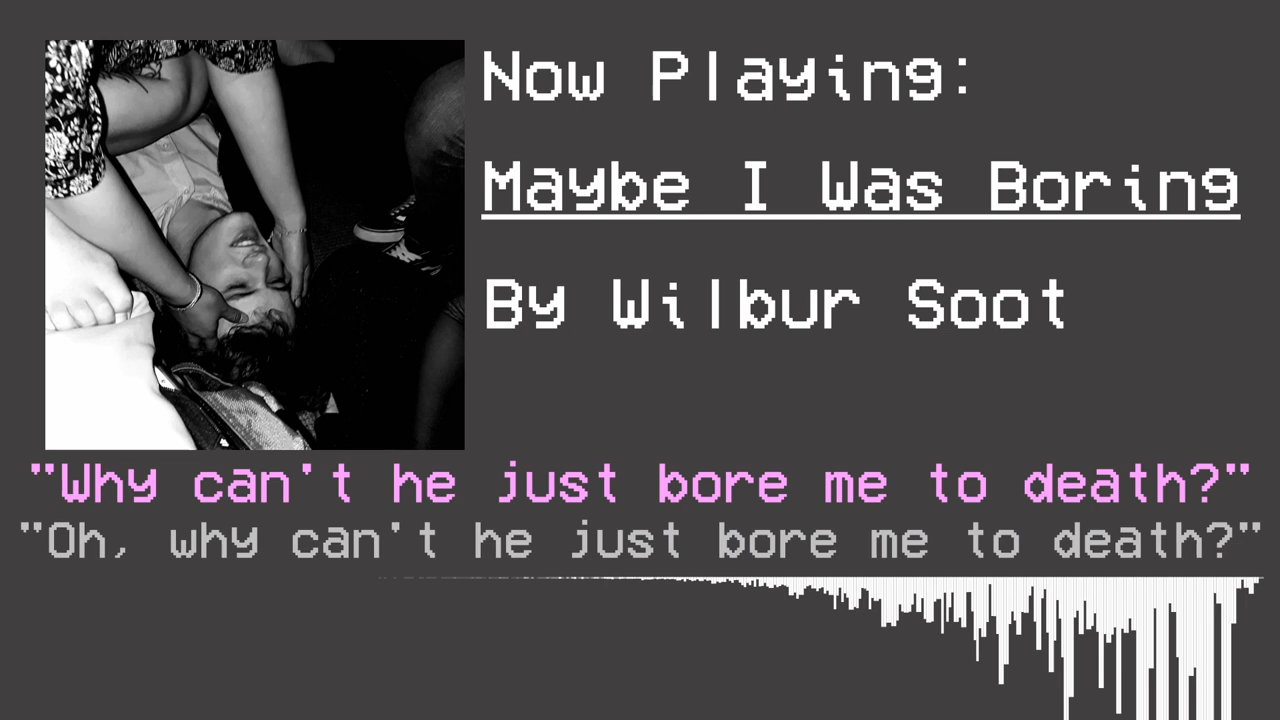 Now Playing:
Maybe I Was Boring
By Wilbur Soot
"Why can't he just bore me to death?"
"Oh, why can't he just bore me to death?"